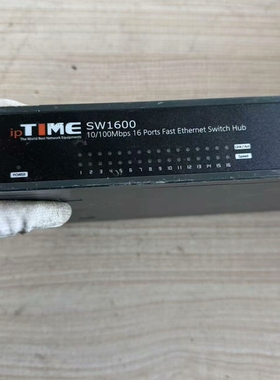 ipTIME
The World Best Network Equipments
SW1600
10/100Mbps 16 Ports Fast Ethernet Switch Hub
Link / Act
Speed
POWER
1 2 3 4 5 6 7 8 9 10 11 12 13 14 15 16